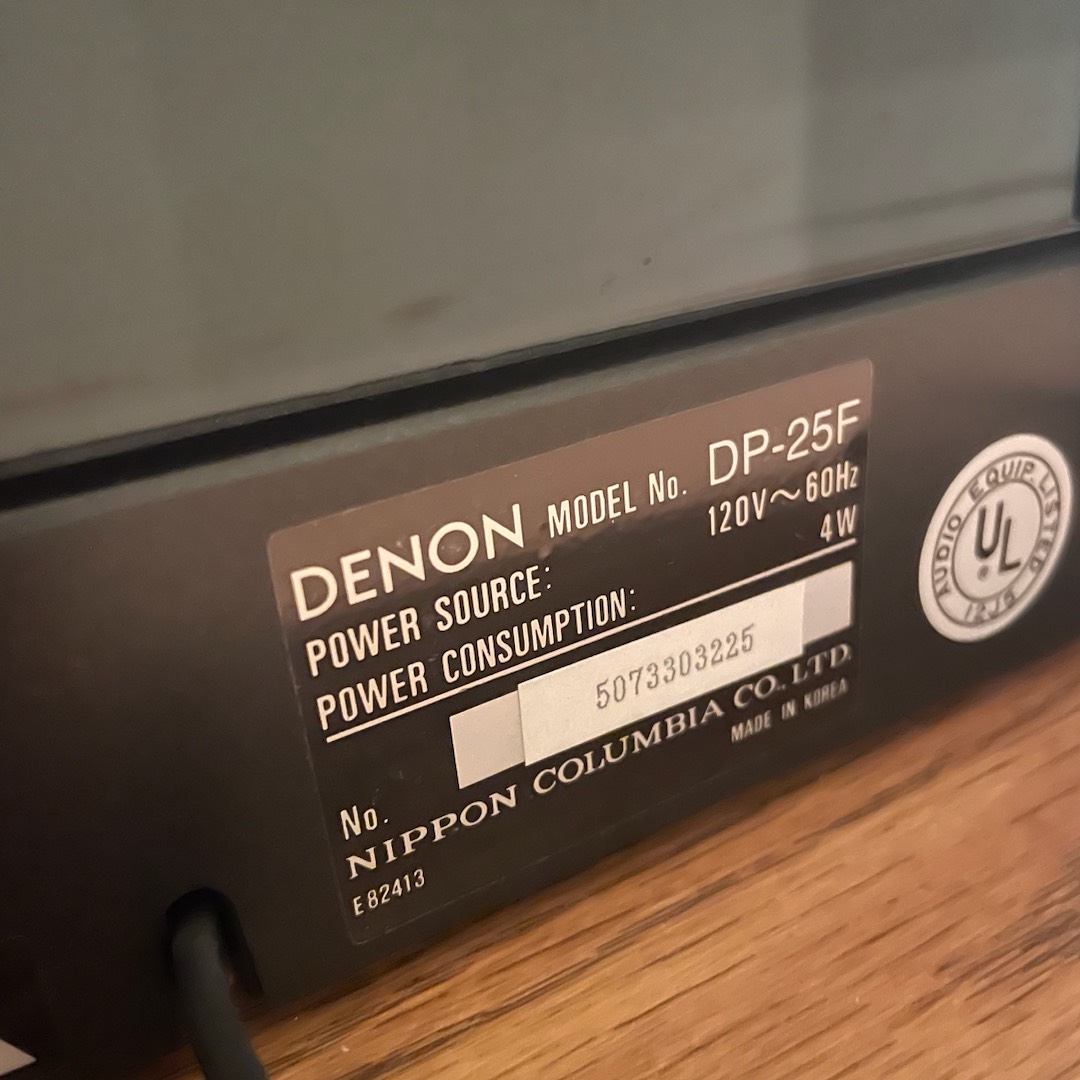 DENON MODEL No. DP-25F
POWER SOURCE: 120V~60Hz
POWER CONSUMPTION: 4W
No. 5073303225
NIPPON COLUMBIA CO., LTD.
E82413 MADE IN KOREA
AUDIO EQUIP. LISTED
UL
®